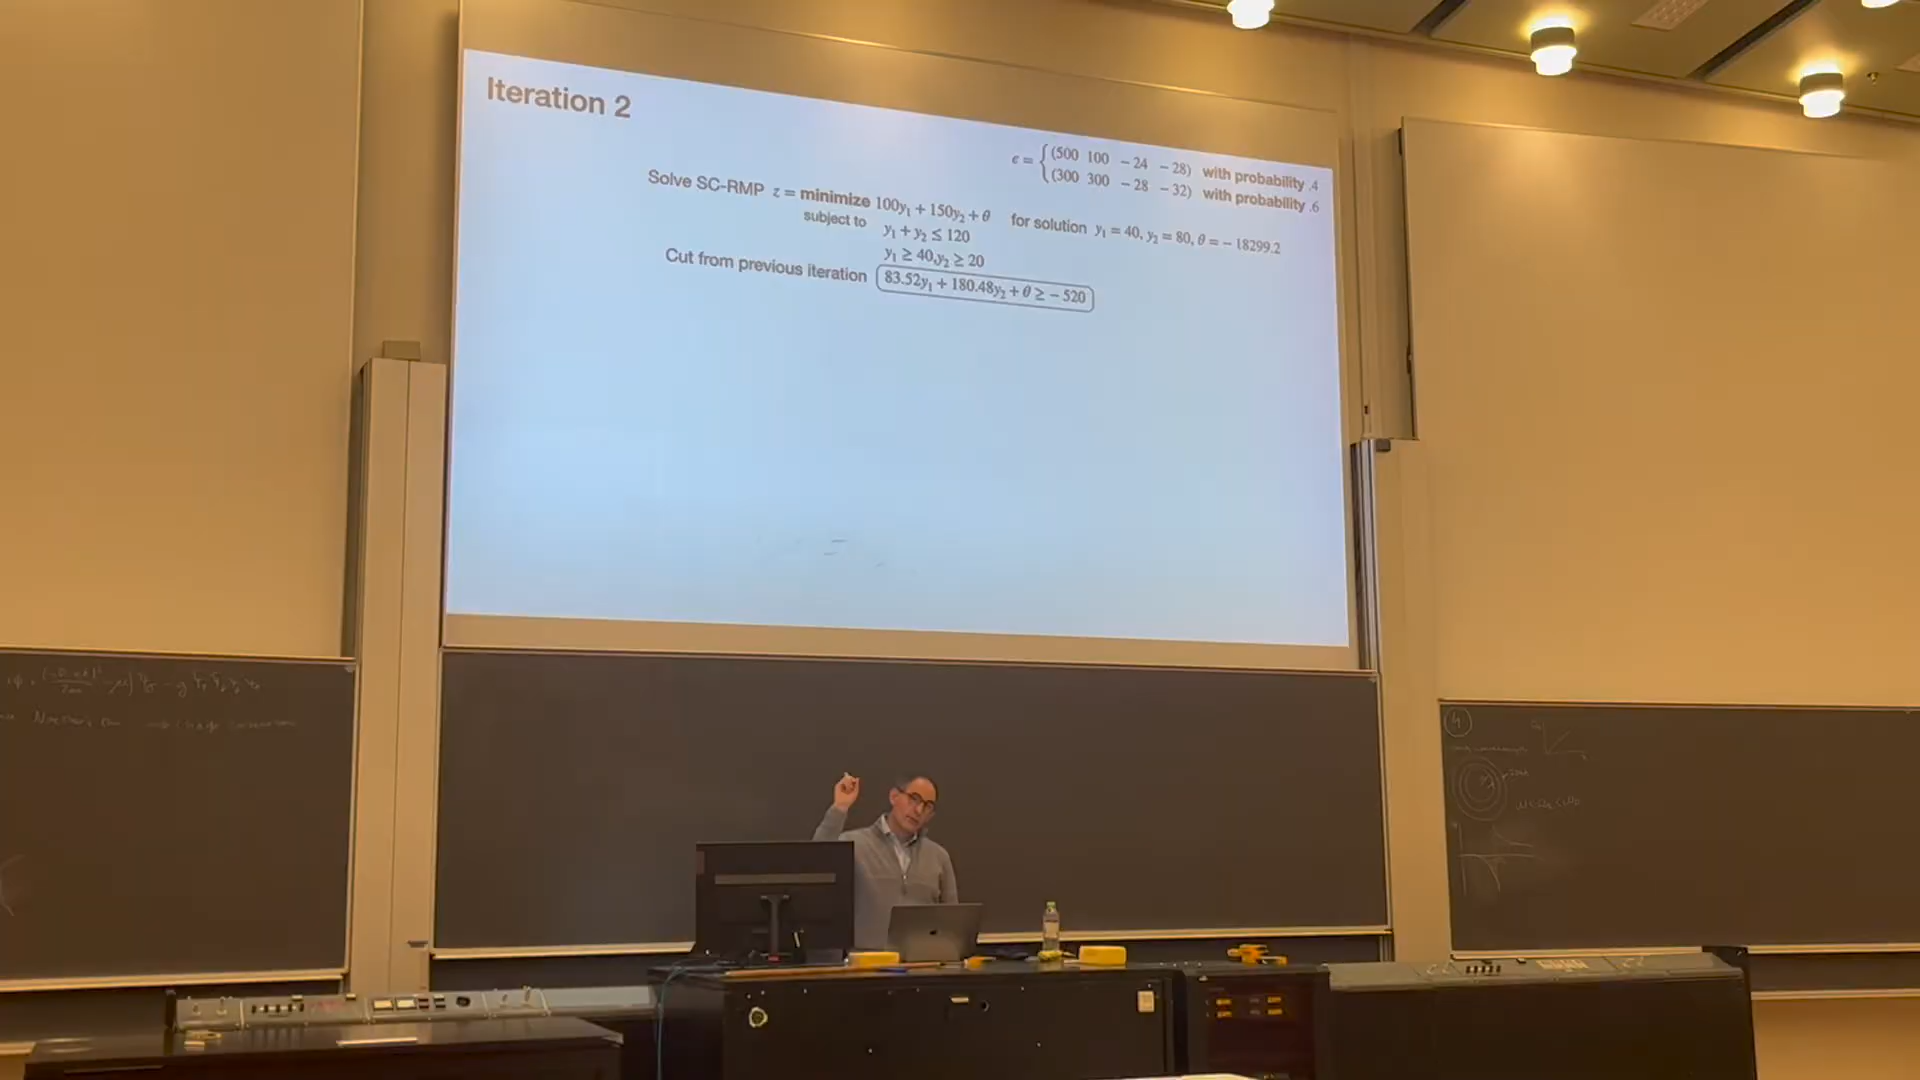 Iteration 2
ϵ = { (500 100 − 24 − 28) with probability .4
(300 300 − 28 − 32) with probability .6
Solve SC-RMP z = minimize 100y₁ + 150y₂ + θ for solution y₁ = 40, y₂ = 80, θ = − 18299.2
subject to y₁ + y₂ ≤ 120
y₁ ≥ 40,y₂ ≥ 20
Cut from previous iteration 83.52y₁ + 180.48y₂ + θ ≥ − 520
4